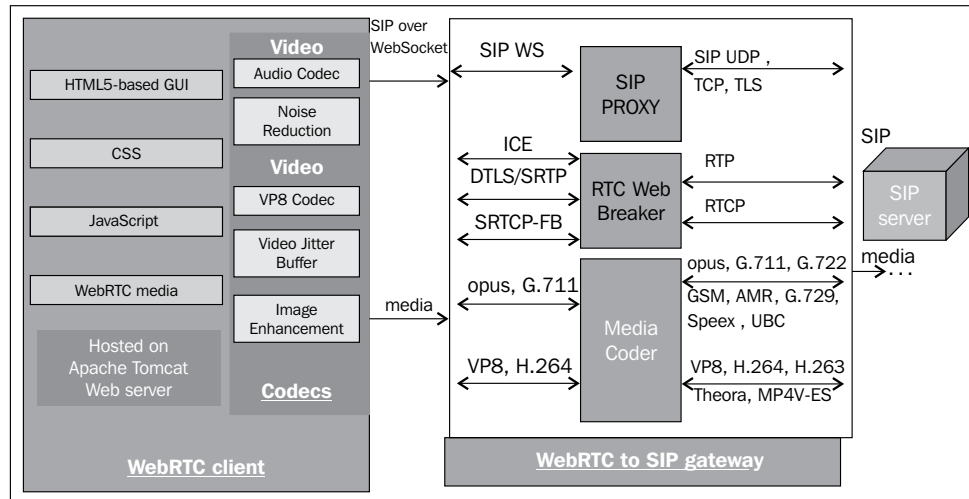 SIP over
WebSocket
Video
Audio Codec
Noise
Reduction
Video
VP8 Codec
Video Jitter
Buffer
Image
Enhancement
Codecs
HTML5-based GUI
CSS
JavaScript
WebRTC media
Hosted on
Apache Tomcat
Web server
WebRTC client
media
SIP WS
SIP
PROXY
SIP UDP ,
TCP, TLS
ICE
DTLS/SRTP
SRTCP-FB
RTC Web
Breaker
RTP
RTCP
opus, G.711
VP8, H.264
Media
Coder
opus, G.711, G.722
GSM, AMR, G.729,
Speex , UBC
VP8, H.264, H.263
Theora, MP4V-ES
WebRTC to SIP gateway
SIP
SIP
server
media
...